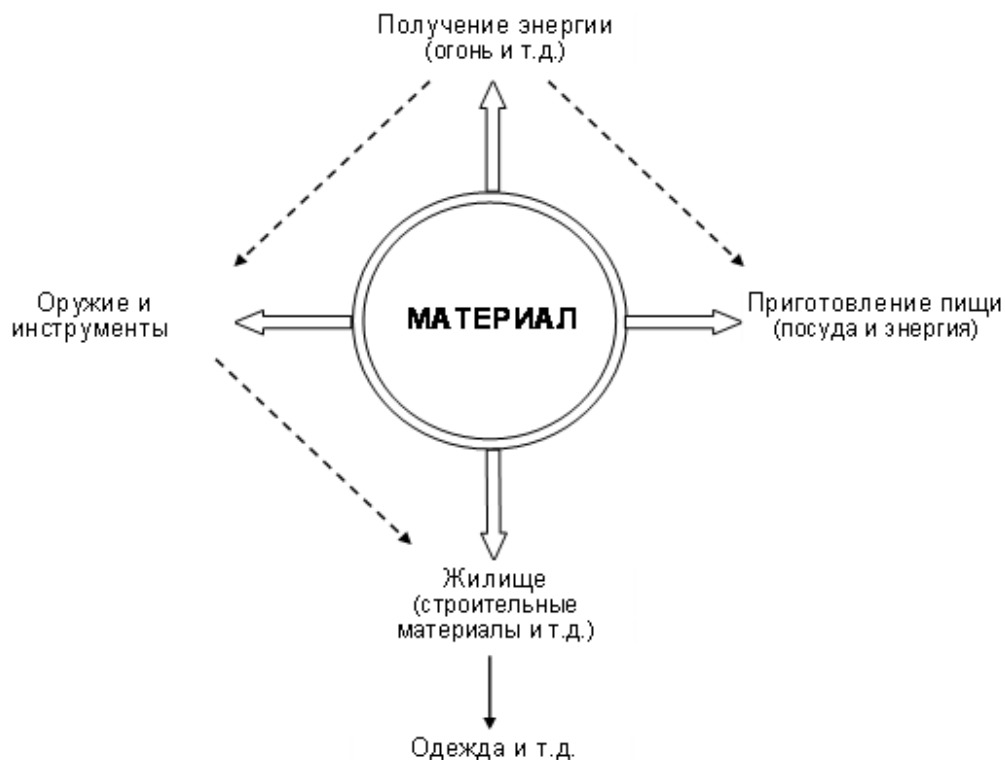 Получение энергии
(огонь и т.д.)
Оружие и
инструменты
МАТЕРИАЛ
Приготовление пищи
(посуда и энергия)
Жилище
(строительные
материалы и т.д.)
Одежда и т.д.